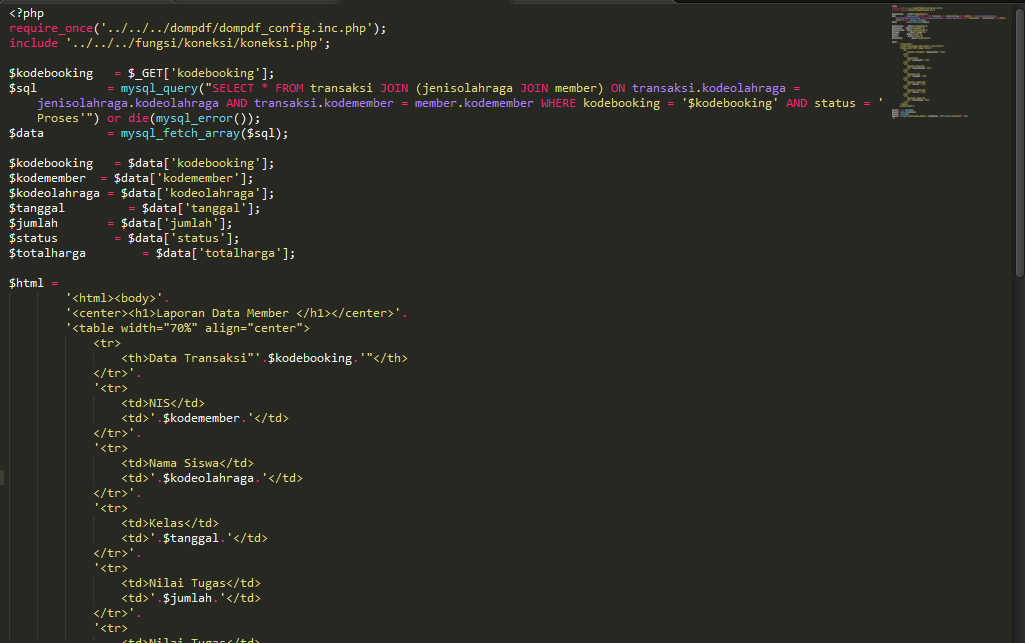 <?php
require_once('../../../dompdf/dompdf_config.inc.php');
include '../../../fungsi/koneksi/koneksi.php';
$kodebooking = $_GET['kodebooking'];
$sql = mysql_query("SELECT * FROM transaksi JOIN (jenisolahraga JOIN member) ON transaksi.kodeolahraga =
jenisolahraga.kodeolahraga AND transaksi.kodemember = member.kodemember WHERE kodebooking = '$kodebooking' AND status = '
Proses'") or die(mysql_error());
$data = mysql_fetch_array($sql);
$kodebooking = $data['kodebooking'];
$kodemember = $data['kodemember'];
$kodeolahraga = $data['kodeolahraga'];
$tanggal = $data['tanggal'];
$jumlah = $data['jumlah'];
$status = $data['status'];
$totalharga = $data['totalharga'];
$html =
'<html><body>'.
'<center><h1>Laporan Data Member </h1></center>'.
'<table width="70%" align="center">
<tr>
<th>Data Transaksi"'.$kodebooking.'"</th>
</tr>'.
'<tr>
<td>NIS</td>
<td>'.$kodemember.'</td>
</tr>'.
'<tr>
<td>Nama Siswa</td>
<td>'.$kodeolahraga.'</td>
</tr>'.
'<tr>
<td>Kelas</td>
<td>'.$tanggal.'</td>
</tr>'.
'<tr>
<td>Nilai Tugas</td>
<td>'.$jumlah.'</td>
</tr>'.
'<tr>
<td>Nilai Tugas</td>